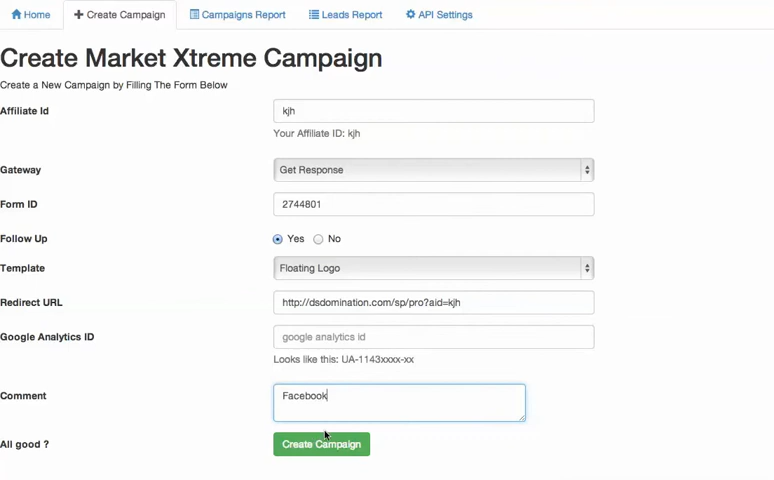 Home Create Campaign Campaigns Report Leads Report API Settings
Create Market Xtreme Campaign
Create a New Campaign by Filling The Form Below
Affiliate Id kjh
Your Affiliate ID: kjh
Gateway Get Response
Form ID 2744801
Follow Up Yes No
Template Floating Logo
Redirect URL http://dsdomination.com/sp/pro?aid=kjh
Google Analytics ID google analytics id
Looks like this: UA-1143xxxx-xx
Comment Facebook
All good ? Create Campaign